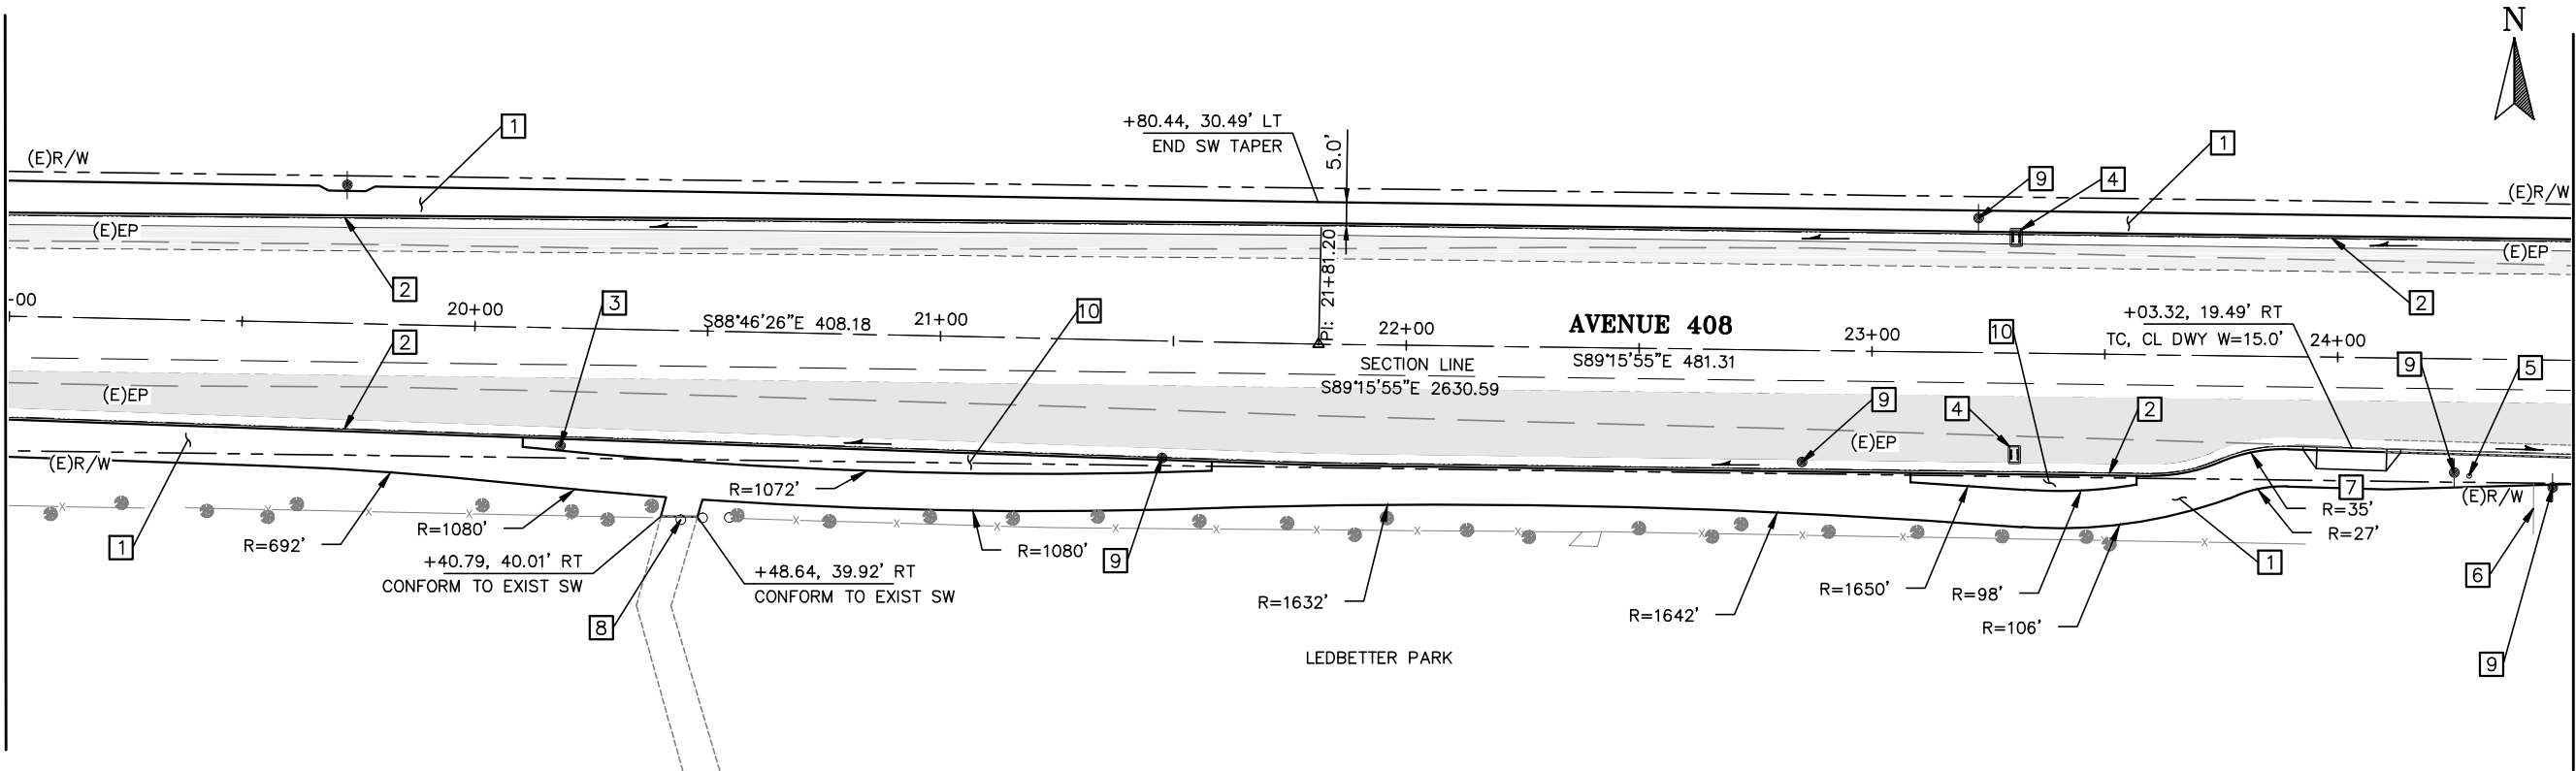 N
1
+80.44, 30.49' LT
END SW TAPER
5.0'
1
(E)R/W
9
4
(E)R/W
(E)EP
(E)EP
2
3
2
-00
20+00
S88°46'26"E 408.18
21+00
10
PI: 21+81.20
22+00
AVENUE 408
23+00
10
+03.32, 19.49' RT
TC, CL DWY W=15.0'
24+00
2
SECTION LINE
S89°15'55"E 481.31
S89°15'55"E 2630.59
9
5
(E)EP
9
4
2
(E)EP
(E)R/W
R=1072'
7
(E)R/W
R=35'
R=27'
1
R=692'
R=1080'
R=1080'
9
+40.79, 40.01' RT
CONFORM TO EXIST SW
+48.64, 39.92' RT
CONFORM TO EXIST SW
1
6
R=1632'
R=1642'
R=1650'
R=98'
R=106'
8
LEDBETTER PARK
9